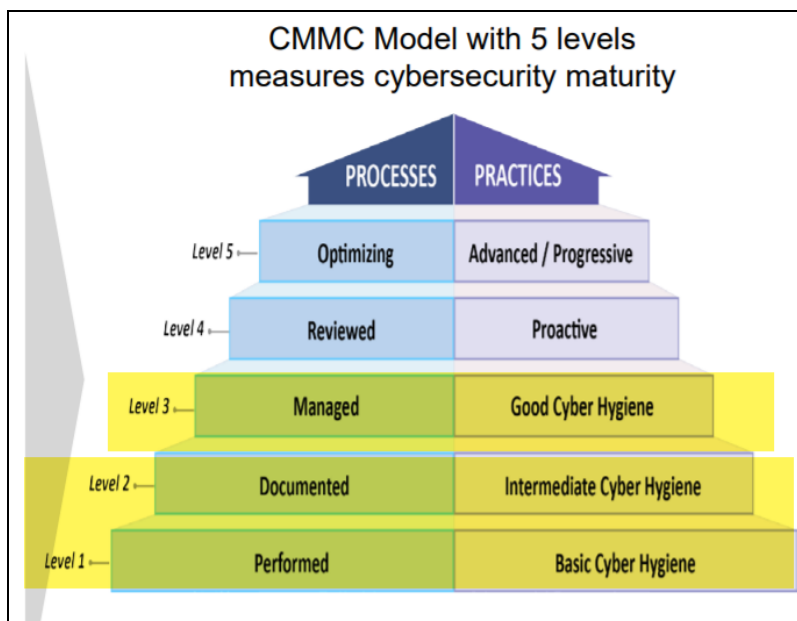 CMMC Model with 5 levels
measures cybersecurity maturity
PROCESSES PRACTICES
Level 5 Optimizing Advanced / Progressive
Level 4 Reviewed Proactive
Level 3 Managed Good Cyber Hygiene
Level 2 Documented Intermediate Cyber Hygiene
Level 1 Performed Basic Cyber Hygiene